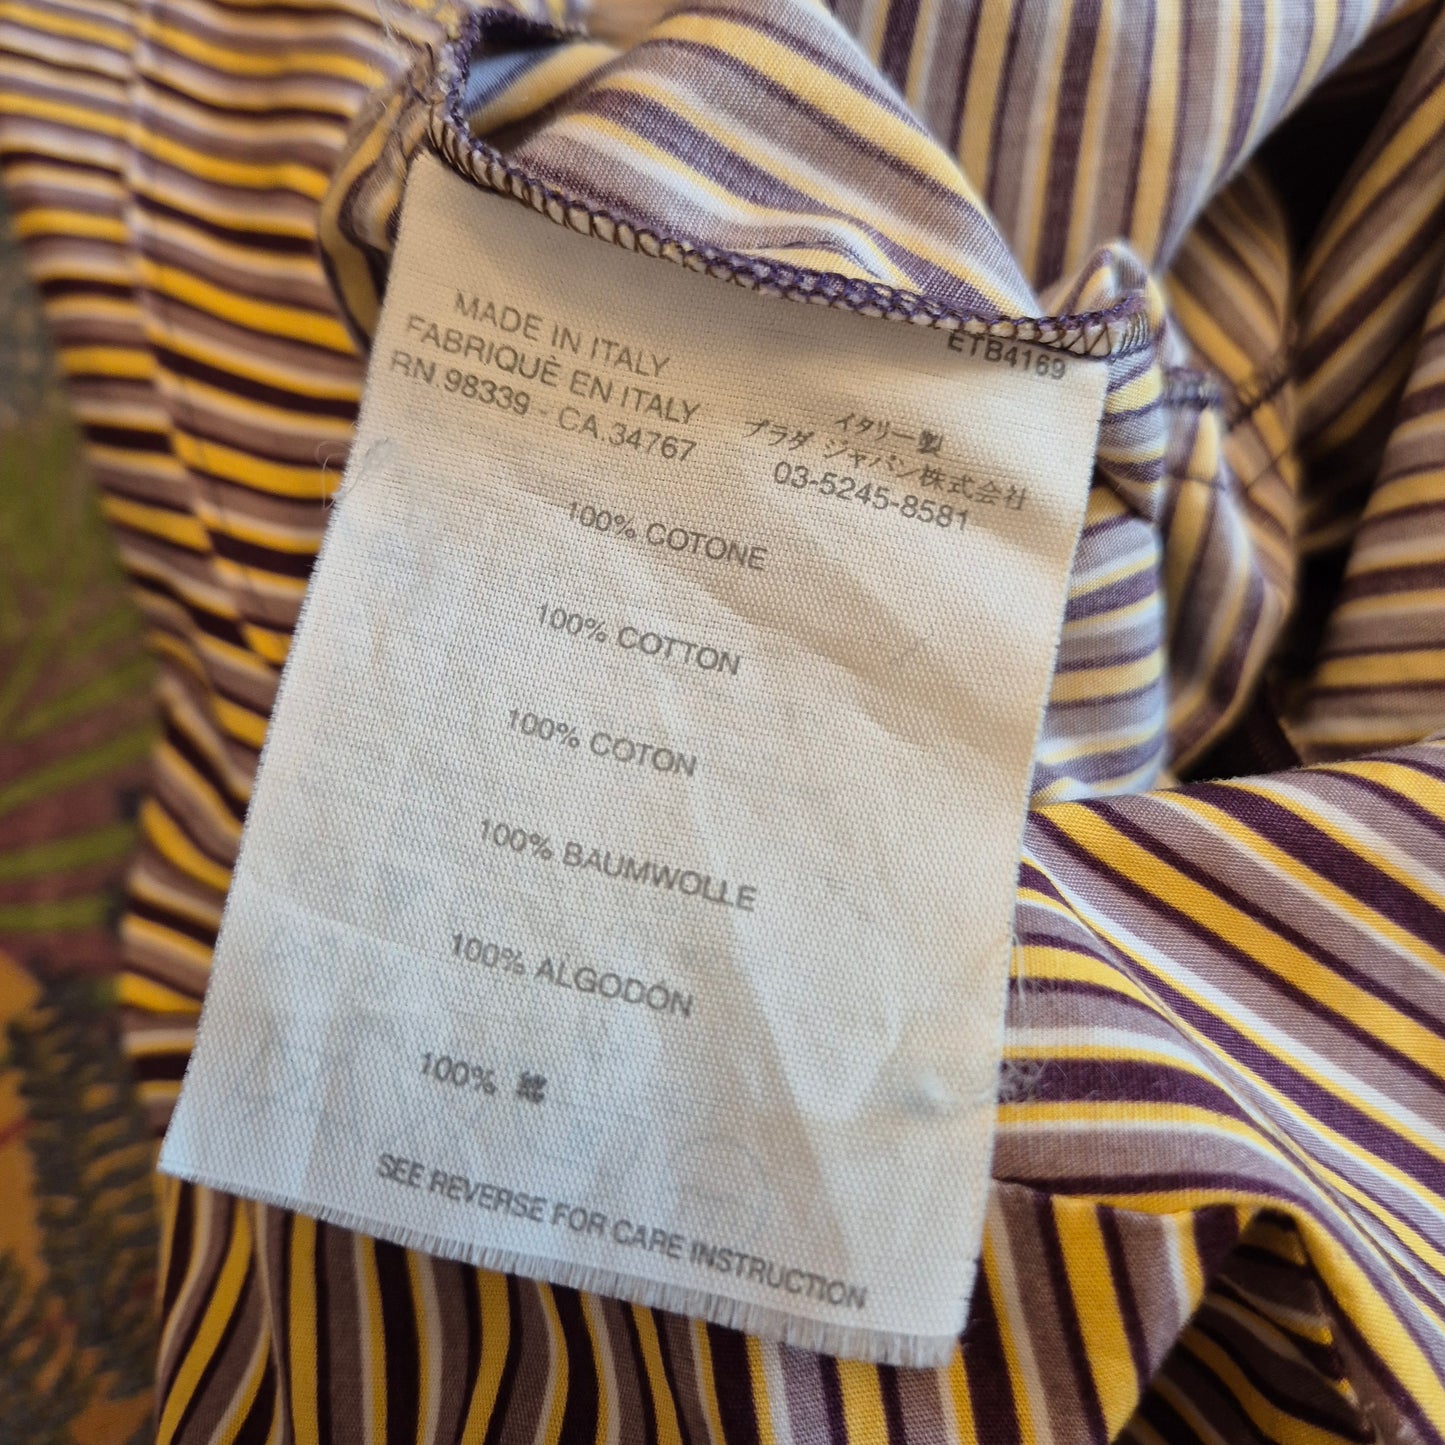 MADE IN ITALY
FABRIQUÈ EN ITALY
RN.98339 - CA.34767
ETB4169
イタリー製
プラダ ジャパン株式会社
03-5245-8581
100% COTONE
100% COTTON
100% COTON
100% BAUMWOLLE
100% ALGODÓN
100%
SEE REVERSE FOR CARE INSTRUCTION